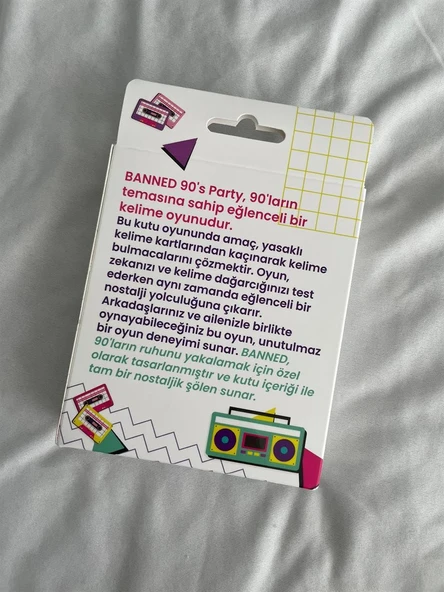 BANNED 90's Party, 90'ların
temasına sahip eğlenceli bir
kelime oyunudur.
Bu kutu oyununda amaç, yasaklı
kelime kartlarından kaçınarak kelime
bulmacalarını çözmektir. Oyun,
zekanızı ve kelime dağarcığınızı test
ederken aynı zamanda eğlenceli bir
nostalji yolculuğuna çıkarır.
Arkadaşlarınız ve ailenizle birlikte
oynayabileceğiniz bu oyun, unutulmaz
bir oyun deneyimi sunar. BANNED,
90'ların ruhunu yakalamak için özel
olarak tasarlanmıştır ve kutu içeriği ile
tam bir nostaljik şölen sunar.